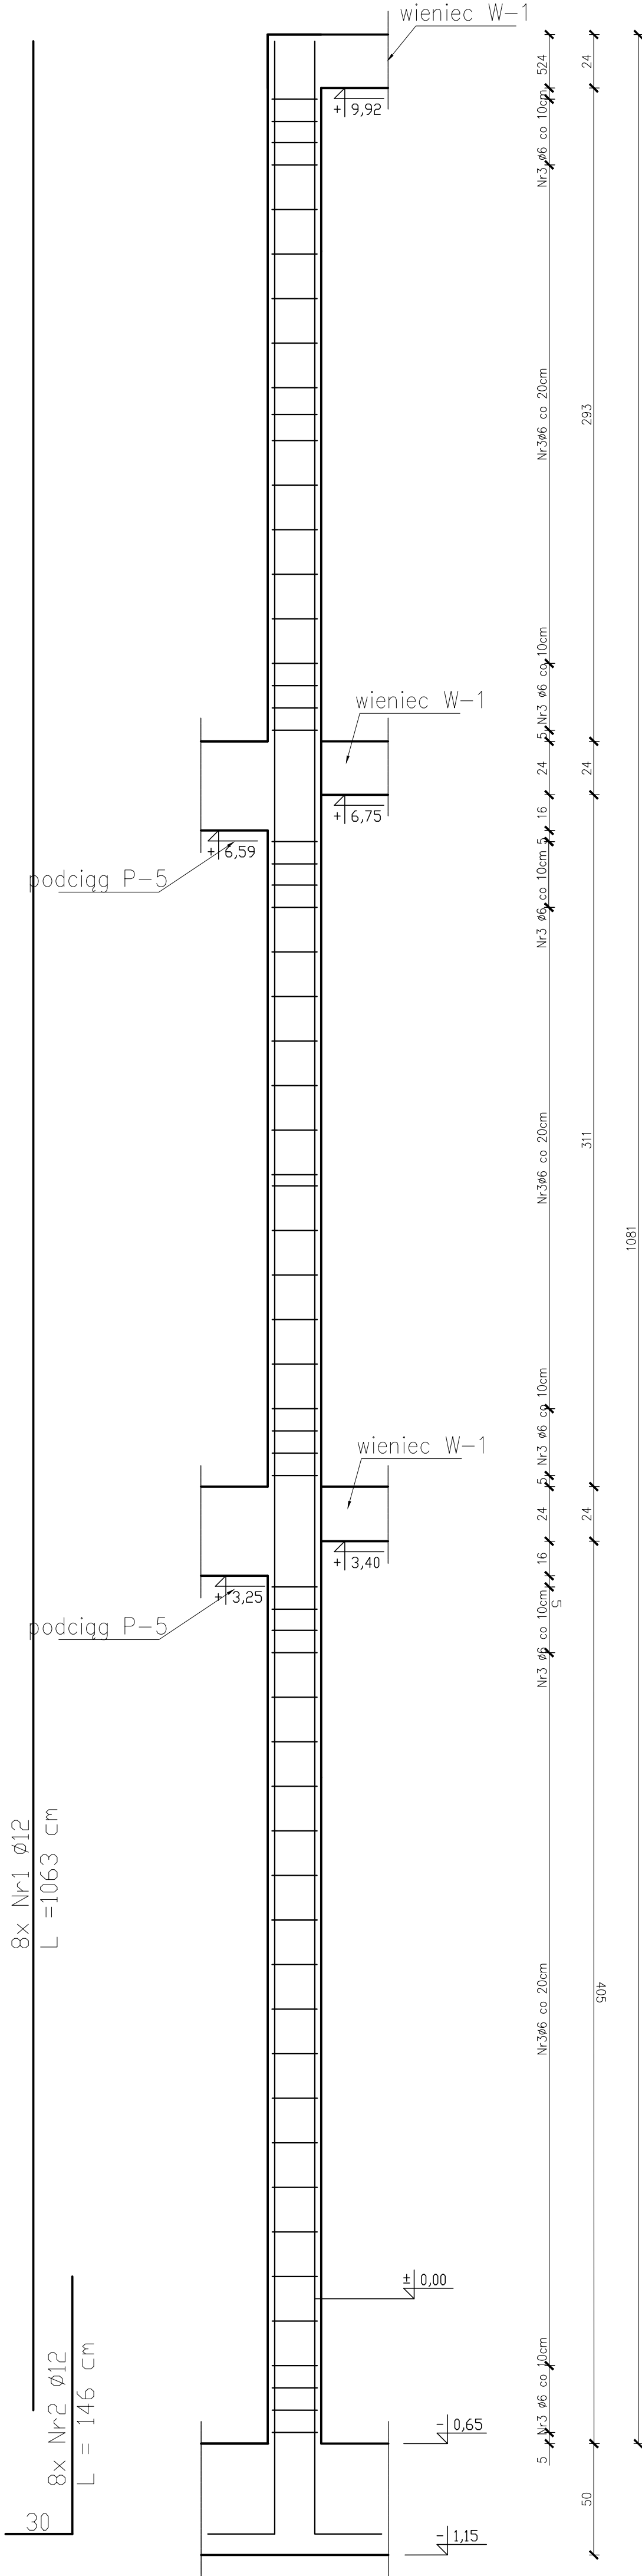 wieniec W-1
+ 9,92
524
24
Nr3 ø6 co 10cm
Nr3ø6 co 20cm
293
Nr3 ø6 co 10cm
5
wieniec W-1
24
24
+ 6,75
16
+ 6,59
5
podciąg P-5
Nr3 ø6 co 10cm
Nr3ø6 co 20cm
311
1081
Nr3 ø6 co 10cm
5
wieniec W-1
24
24
+ 3,40
16
+ 3,25
5
podciąg P-5
Nr3 ø6 co 10cm
8x Nr1 ø12
L =1063 cm
Nr3ø6 co 20cm
405
± 0,00
8x Nr2 ø12
L = 146 cm
Nr3 ø6 co 10cm
- 0,65
5
50
30
- 1,15